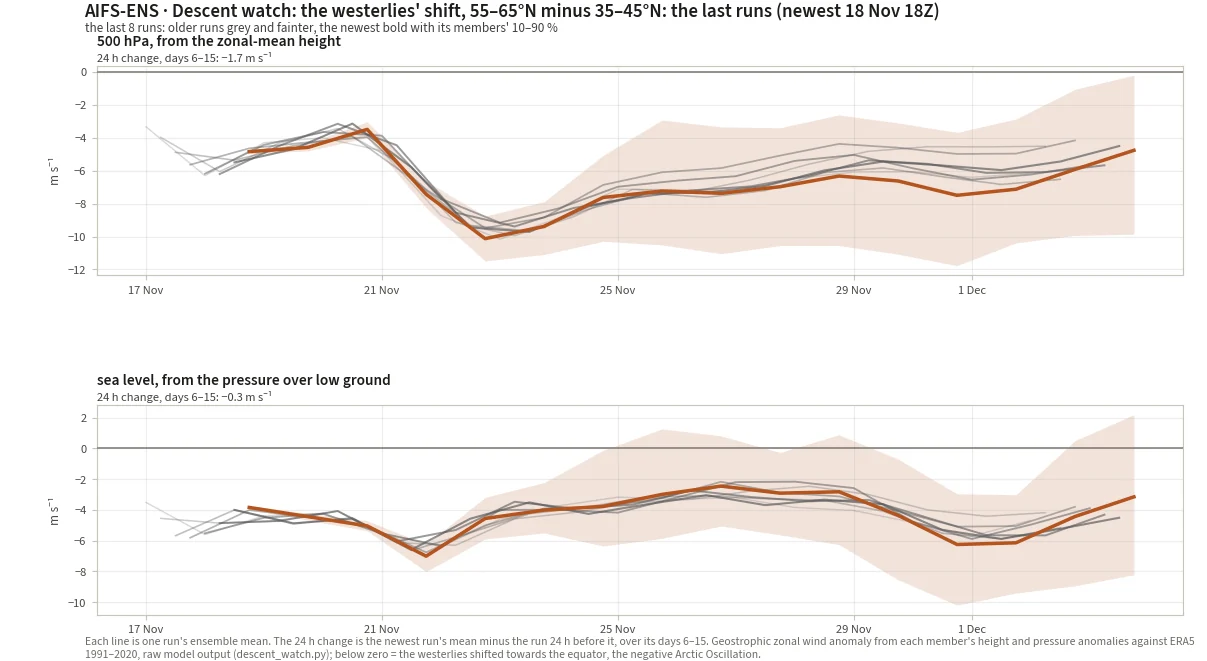 AIFS-ENS · Descent watch: the westerlies' shift, 55–65°N minus 35–45°N: the last runs (newest 18 Nov 18Z)
the last 8 runs: older runs grey and fainter, the newest bold with its members' 10–90 %
500 hPa, from the zonal-mean height
24 h change, days 6–15: −1.7 m s⁻¹
0
−2
−4
−6
−8
−10
−12
m s⁻¹
17 Nov
21 Nov
25 Nov
29 Nov
1 Dec
sea level, from the pressure over low ground
24 h change, days 6–15: −0.3 m s⁻¹
2
0
−2
−4
−6
−8
−10
m s⁻¹
17 Nov
21 Nov
25 Nov
29 Nov
1 Dec
Each line is one run's ensemble mean. The 24 h change is the newest run's mean minus the run 24 h before it, over its days 6–15. Geostrophic zonal wind anomaly from each member's height and pressure anomalies against ERA5
1991–2020, raw model output (descent_watch.py); below zero = the westerlies shifted towards the equator, the negative Arctic Oscillation.